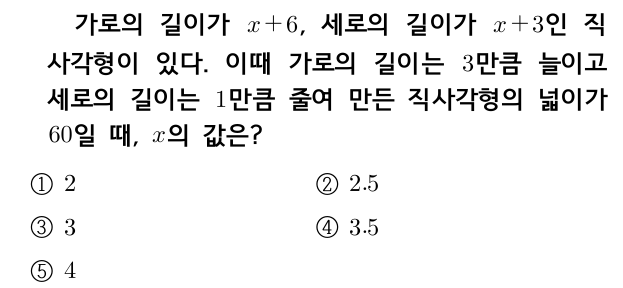 가로의 길이가 x+6, 세로의 길이가 x+3인 직
사각형이 있다. 이때 가로의 길이는 3만큼 늘이고
세로의 길이는 1만큼 줄여 만든 직사각형의 넓이가
60일 때, x의 값은?
① 2 ② 2.5
③ 3 ④ 3.5
⑤ 4